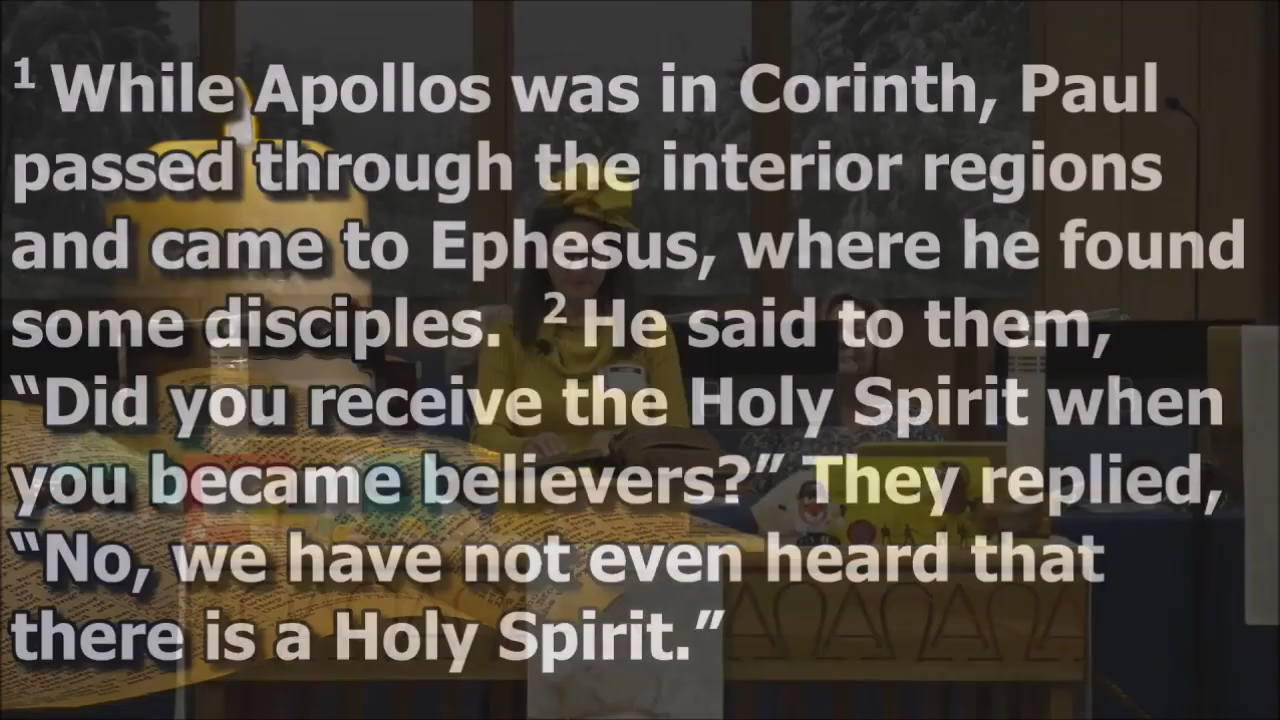 1 While Apollos was in Corinth, Paul
passed through the interior regions
and came to Ephesus, where he found
some disciples. 2 He said to them,
“Did you receive the Holy Spirit when
you became believers?” They replied,
“No, we have not even heard that
there is a Holy Spirit.”